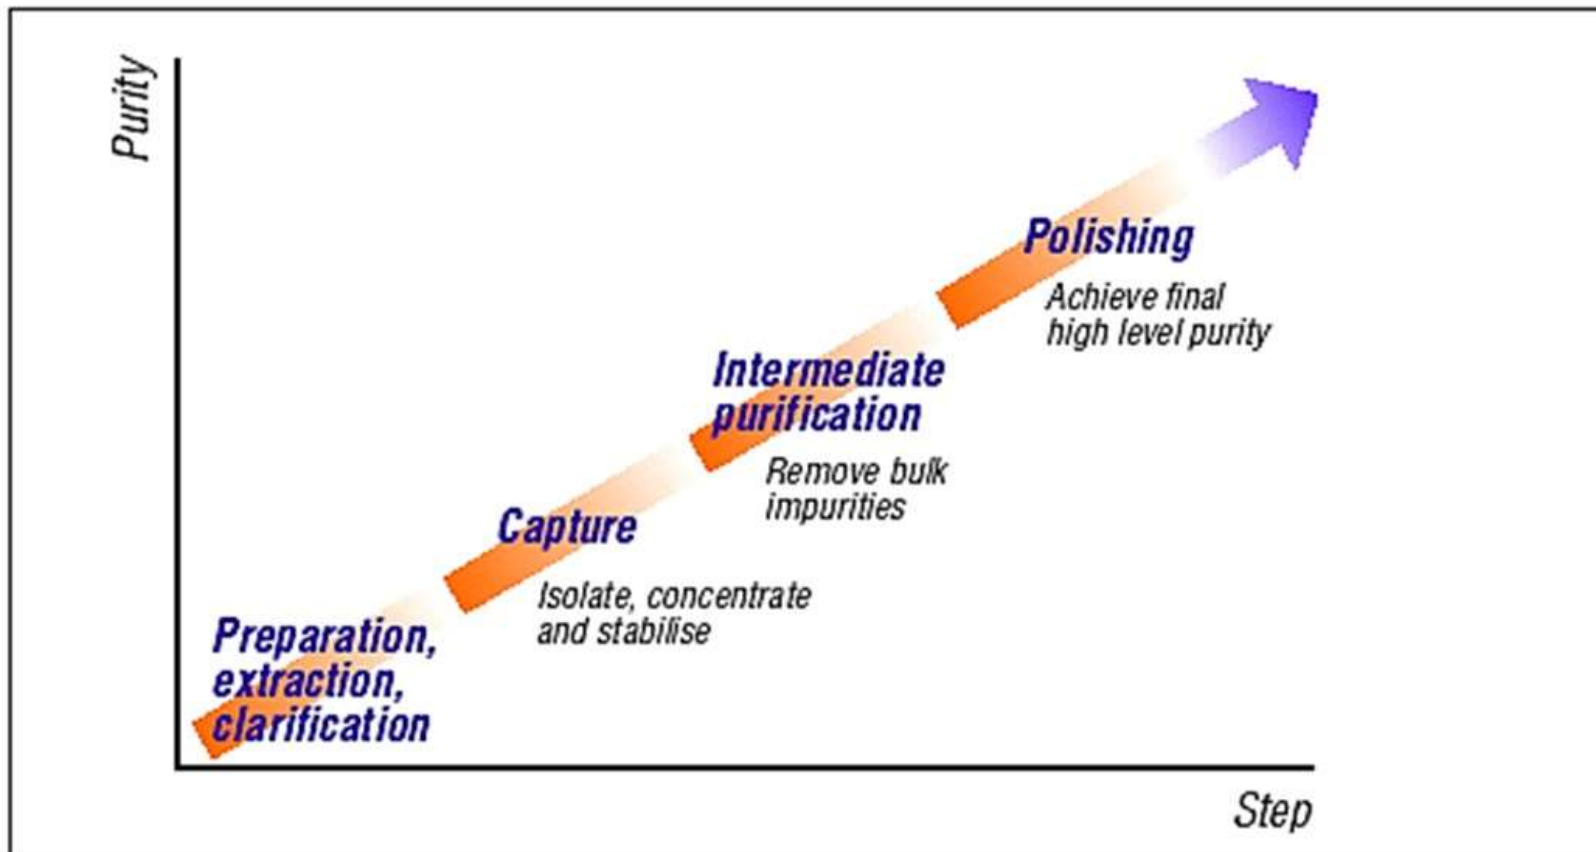 Purity
Polishing
Achieve final
high level purity
Intermediate
purification
Remove bulk
impurities
Capture
Isolate, concentrate
and stabilise
Preparation,
extraction,
clarification
Step